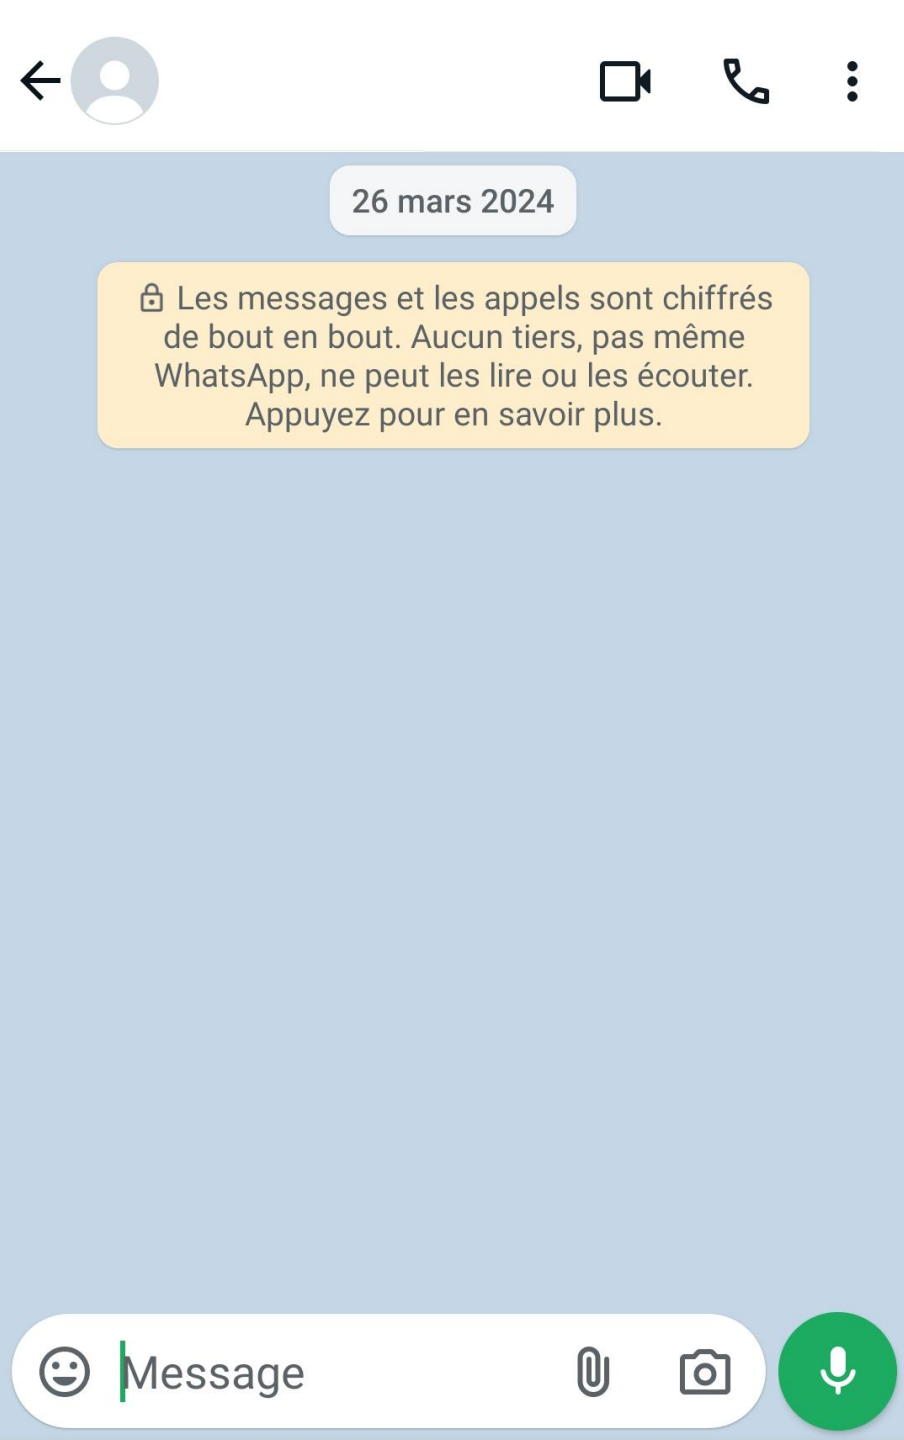 26 mars 2024
Les messages et les appels sont chiffrés
de bout en bout. Aucun tiers, pas même
WhatsApp, ne peut les lire ou les écouter.
Appuyez pour en savoir plus.
Message